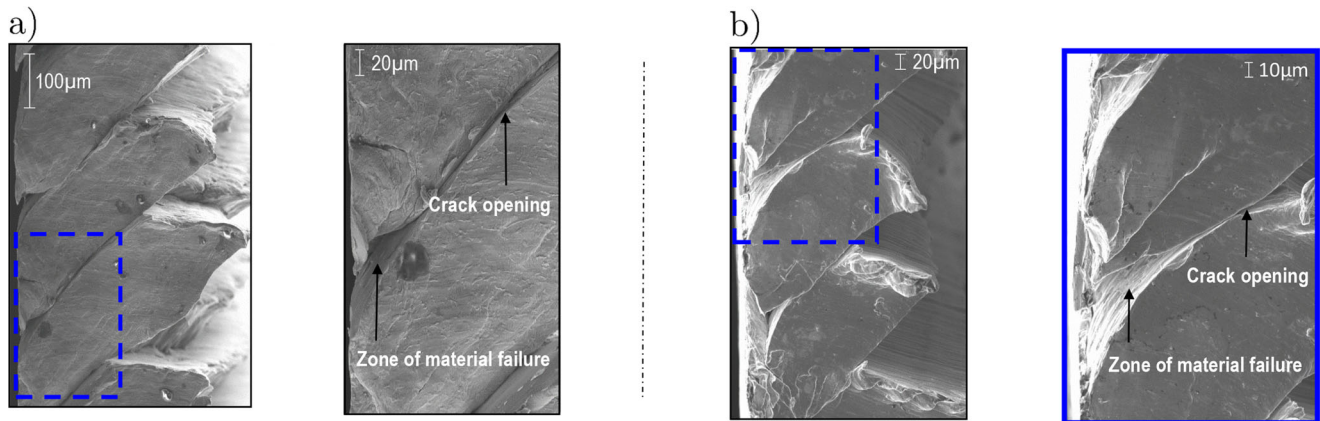 a)
100µm
20µm
Crack opening
Zone of material failure
b)
20µm
10µm
Crack opening
Zone of material failure